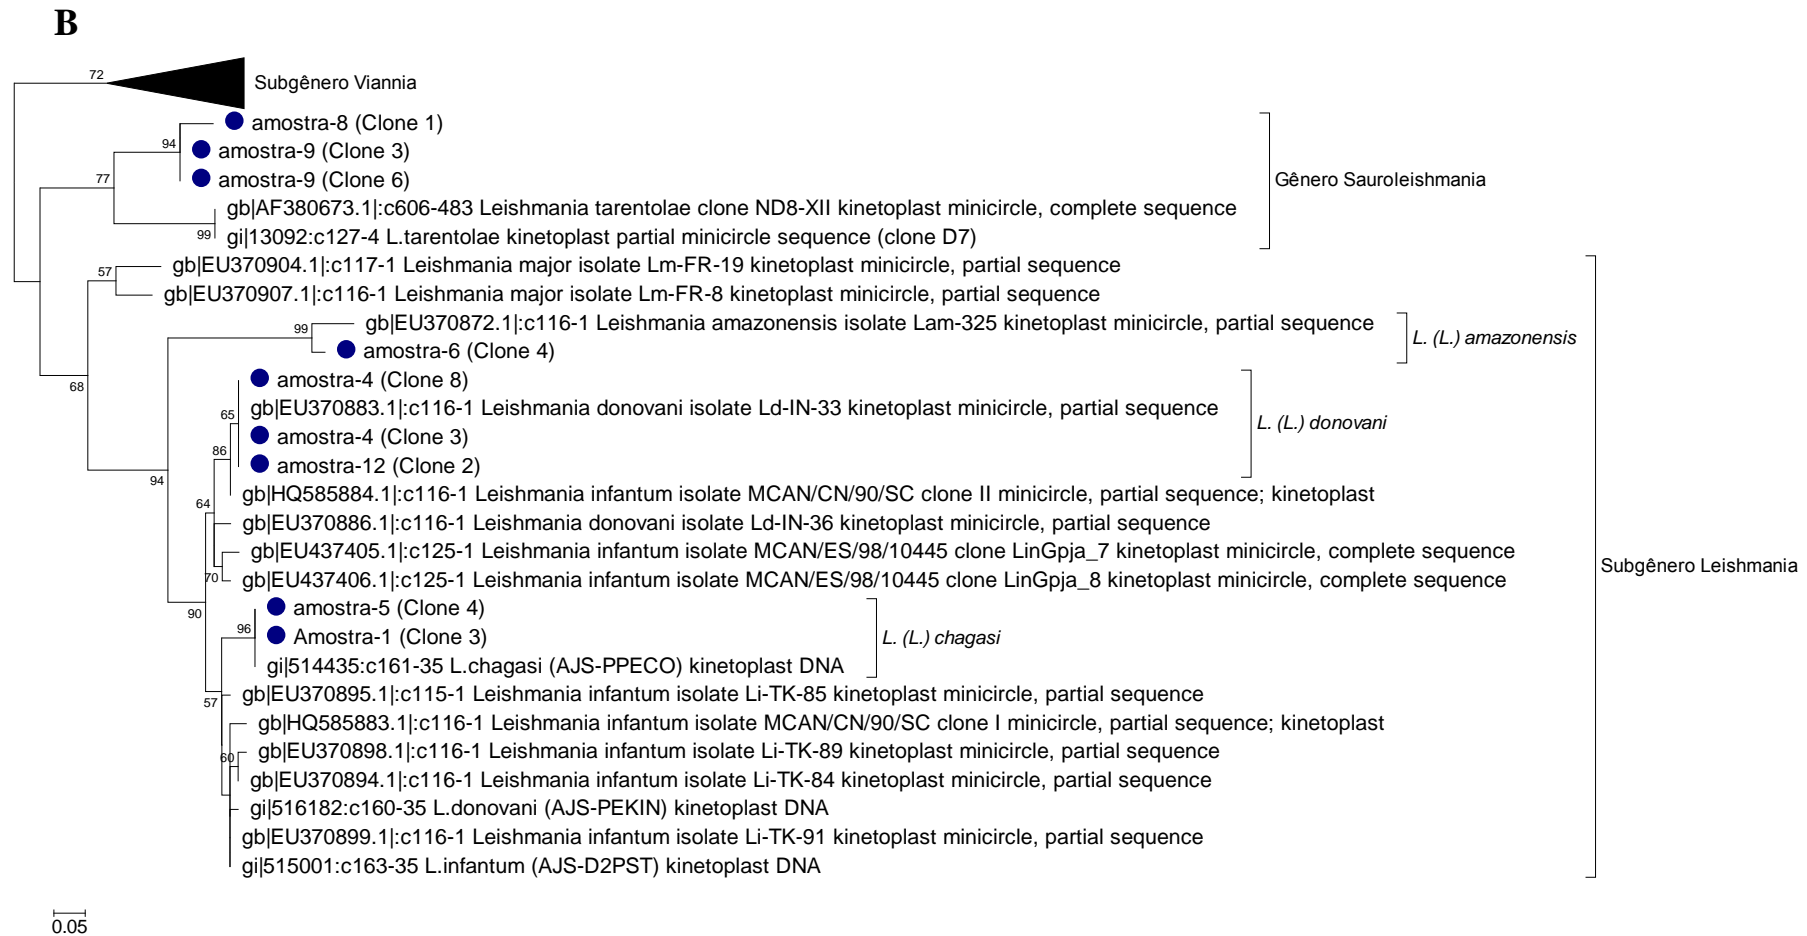 B
72
Subgênero Viannia
amostra-8 (Clone 1)
94
amostra-9 (Clone 3)
77
amostra-9 (Clone 6)
Gênero Sauroleishmania
gb|AF380673.1|:c606-483 Leishmania tarentolae clone ND8-XII kinetoplast minicircle, complete sequence
99
gi|13092:c127-4 L.tarentolae kinetoplast partial minicircle sequence (clone D7)
57
gb|EU370904.1|:c117-1 Leishmania major isolate Lm-FR-19 kinetoplast minicircle, partial sequence
gb|EU370907.1|:c116-1 Leishmania major isolate Lm-FR-8 kinetoplast minicircle, partial sequence
99
gb|EU370872.1|:c116-1 Leishmania amazonensis isolate Lam-325 kinetoplast minicircle, partial sequence
L. (L.) amazonensis
amostra-6 (Clone 4)
68
amostra-4 (Clone 8)
65
gb|EU370883.1|:c116-1 Leishmania donovani isolate Ld-IN-33 kinetoplast minicircle, partial sequence
L. (L.) donovani
amostra-4 (Clone 3)
86
amostra-12 (Clone 2)
94
gb|HQ585884.1|:c116-1 Leishmania infantum isolate MCAN/CN/90/SC clone II minicircle, partial sequence; kinetoplast
64
gb|EU370886.1|:c116-1 Leishmania donovani isolate Ld-IN-36 kinetoplast minicircle, partial sequence
gb|EU437405.1|:c125-1 Leishmania infantum isolate MCAN/ES/98/10445 clone LinGpja_7 kinetoplast minicircle, complete sequence
Subgênero Leishmania
70
gb|EU437406.1|:c125-1 Leishmania infantum isolate MCAN/ES/98/10445 clone LinGpja_8 kinetoplast minicircle, complete sequence
90
amostra-5 (Clone 4)
96
Amostra-1 (Clone 3)
L. (L.) chagasi
gi|514435:c161-35 L.chagasi (AJS-PPECO) kinetoplast DNA
57
gb|EU370895.1|:c115-1 Leishmania infantum isolate Li-TK-85 kinetoplast minicircle, partial sequence
gb|HQ585883.1|:c116-1 Leishmania infantum isolate MCAN/CN/90/SC clone I minicircle, partial sequence; kinetoplast
60
gb|EU370898.1|:c116-1 Leishmania infantum isolate Li-TK-89 kinetoplast minicircle, partial sequence
gb|EU370894.1|:c116-1 Leishmania infantum isolate Li-TK-84 kinetoplast minicircle, partial sequence
gi|516182:c160-35 L.donovani (AJS-PEKIN) kinetoplast DNA
gb|EU370899.1|:c116-1 Leishmania infantum isolate Li-TK-91 kinetoplast minicircle, partial sequence
gi|515001:c163-35 L.infantum (AJS-D2PST) kinetoplast DNA
0.05